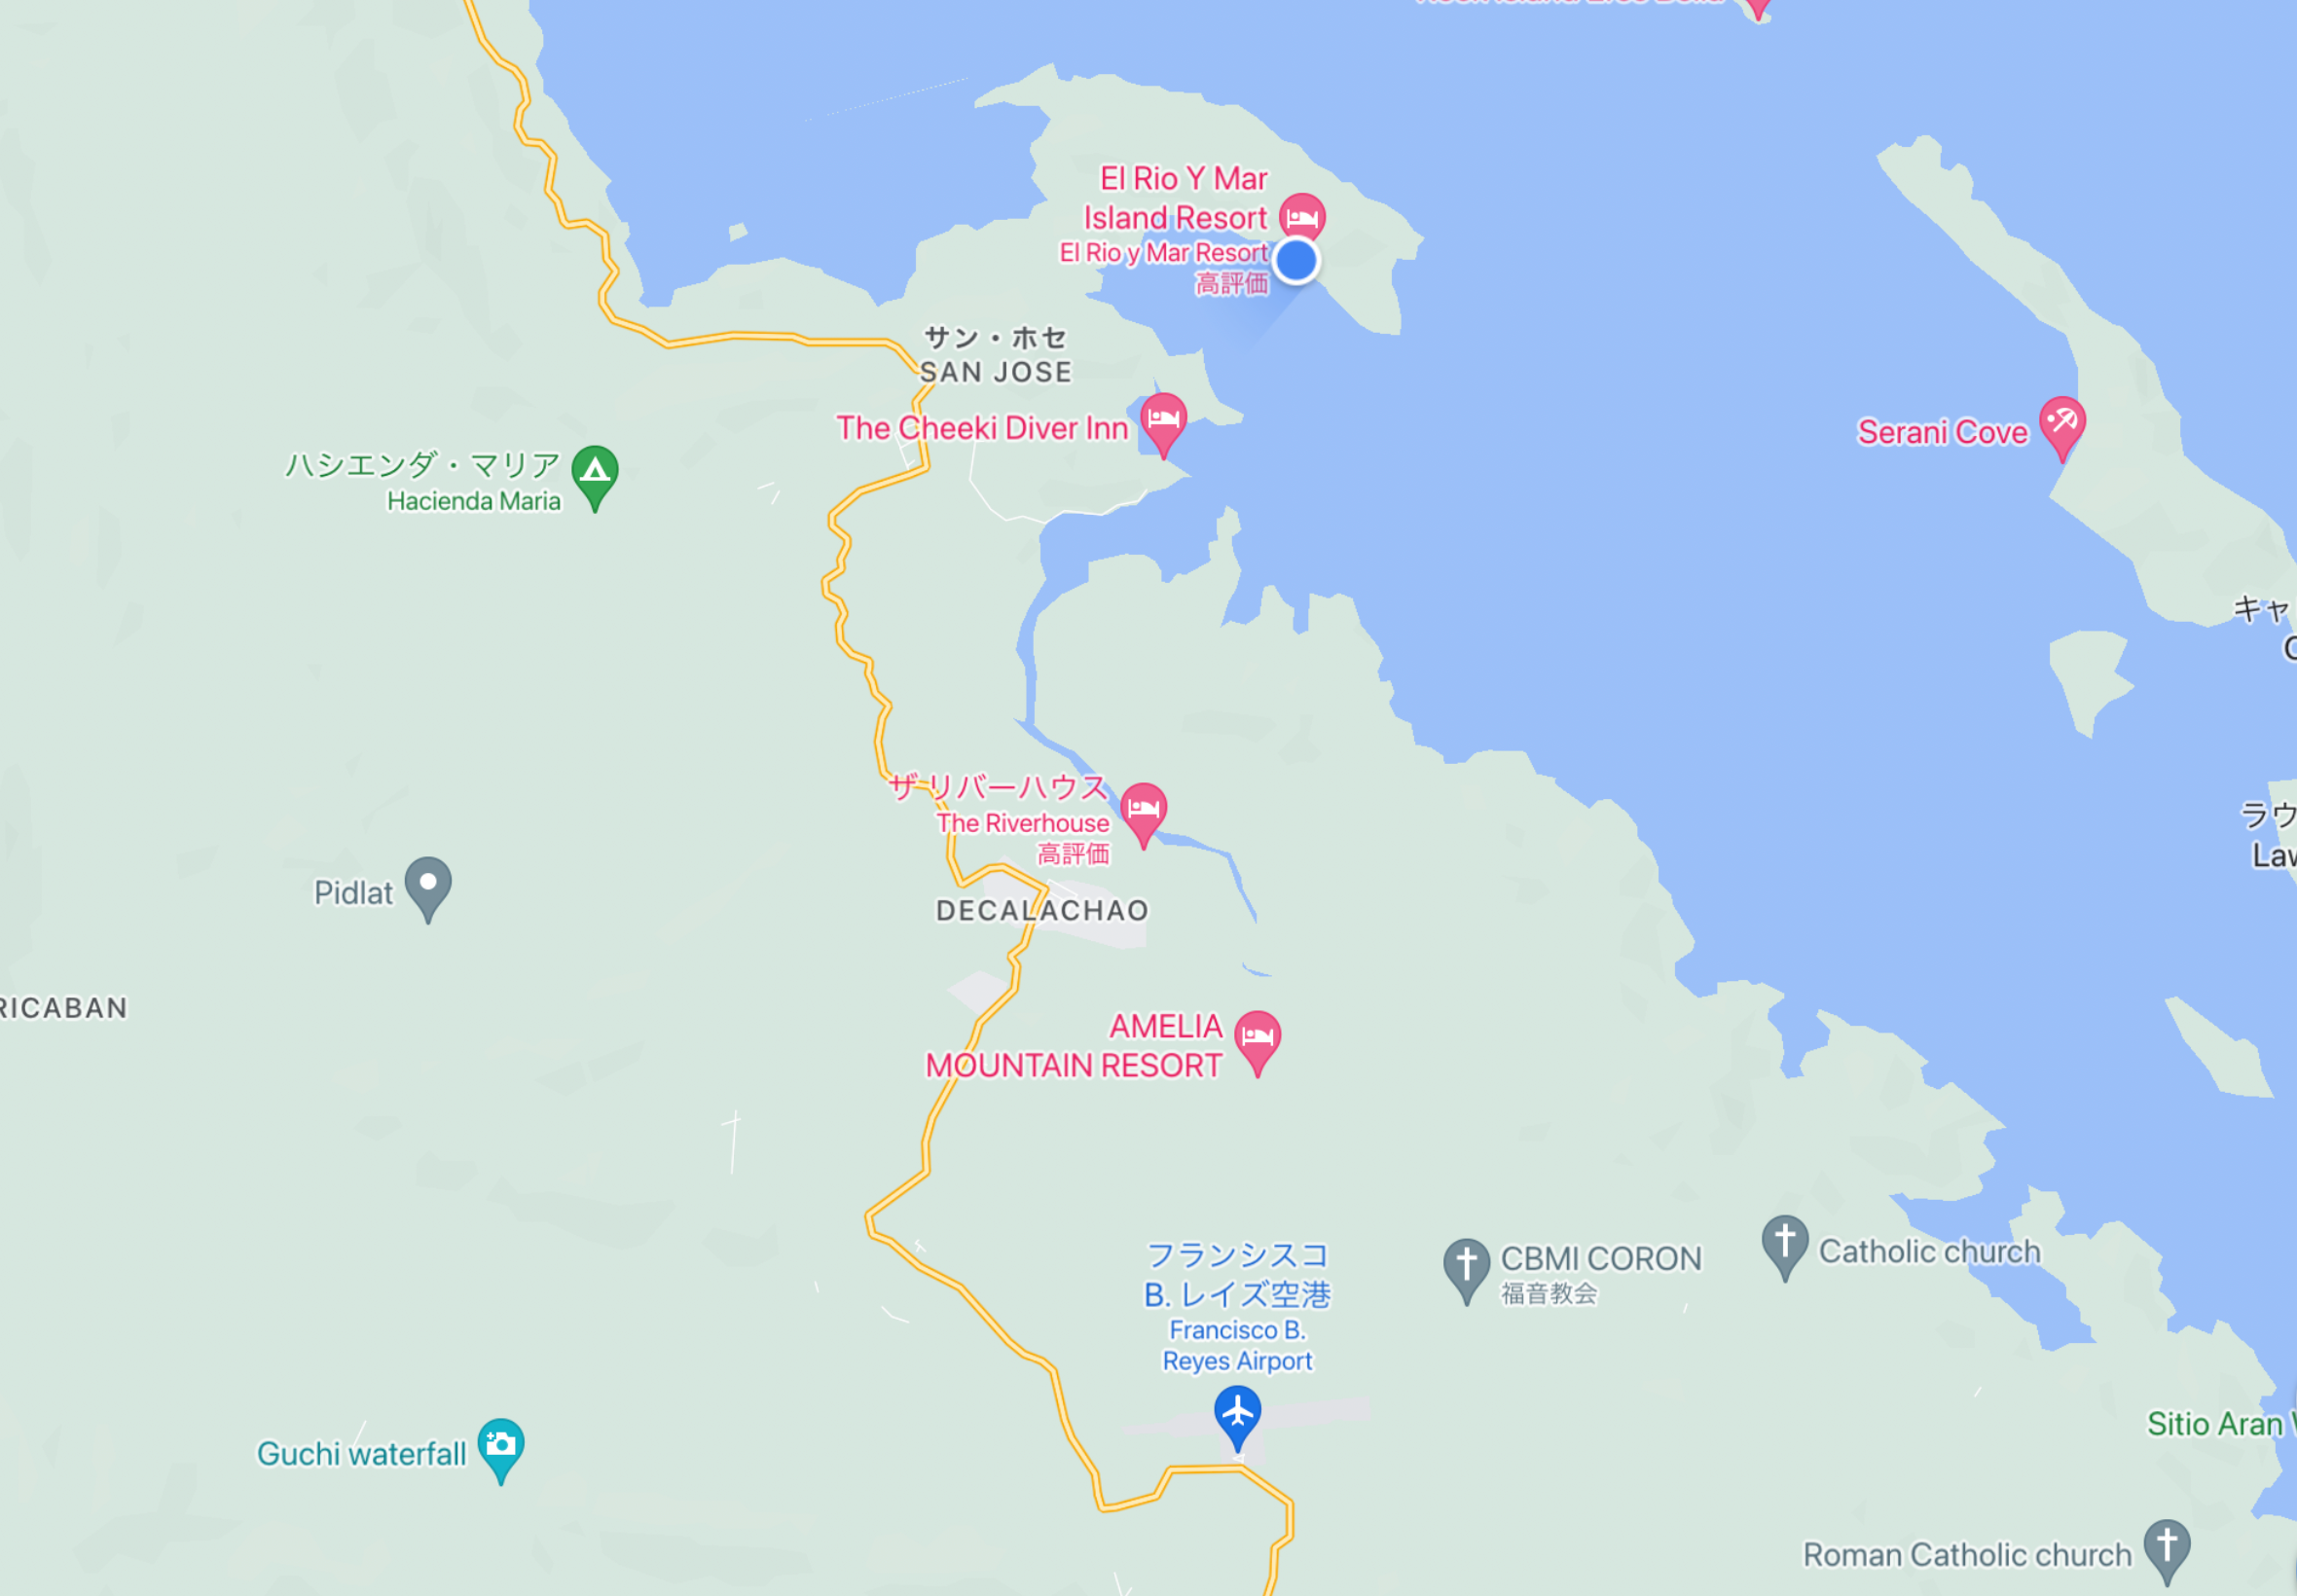 El Rio Y Mar
Island Resort
El Rio y Mar Resort
高評価
サン・ホセ
SAN JOSE
The Cheeki Diver Inn
Serani Cove
ハシエンダ・マリア
Hacienda Maria
キャ
ザ リバーハウス
The Riverhouse
高評価
ラウ
Law
Pidlat
DECALACHAO
RICABAN
AMELIA
MOUNTAIN RESORT
フランシスコ
B. レイズ空港
Francisco B.
Reyes Airport
CBMI CORON
福音教会
Catholic church
Guchi waterfall
Sitio Aran
Roman Catholic church